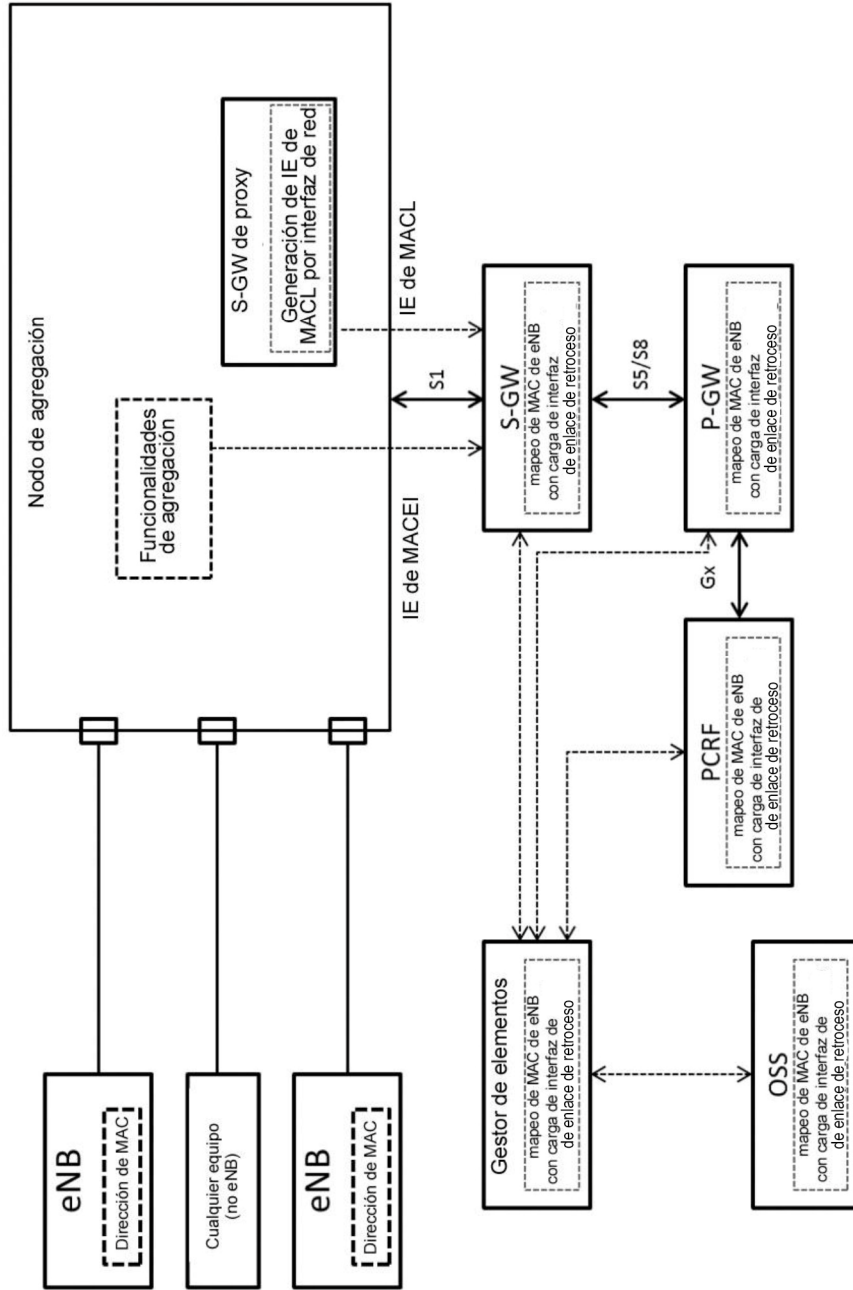 eNB
Dirección de MAC
Cualquier equipo
(no eNB)
eNB
Dirección de MAC
Nodo de agregación
Funcionalidades
de agregación
S-GW de proxy
Generación de IE de
MACL por interfaz de red
IE de MACEI
IE de MACL
S1
Gestor de elementos
mapeo de MAC de eNB
con carga de interfaz de
de enlace de retroceso
S-GW
mapeo de MAC de eNB
con carga de interfaz
de enlace de retroceso
S5/S8
OSS
mapeo de MAC de eNB
con carga de interfaz de
de enlace de retroceso
PCRF
mapeo de MAC de eNB
con carga de interfaz de
de enlace de retroceso
Gx
P-GW
mapeo de MAC de eNB
con carga de interfaz
de enlace de retroceso